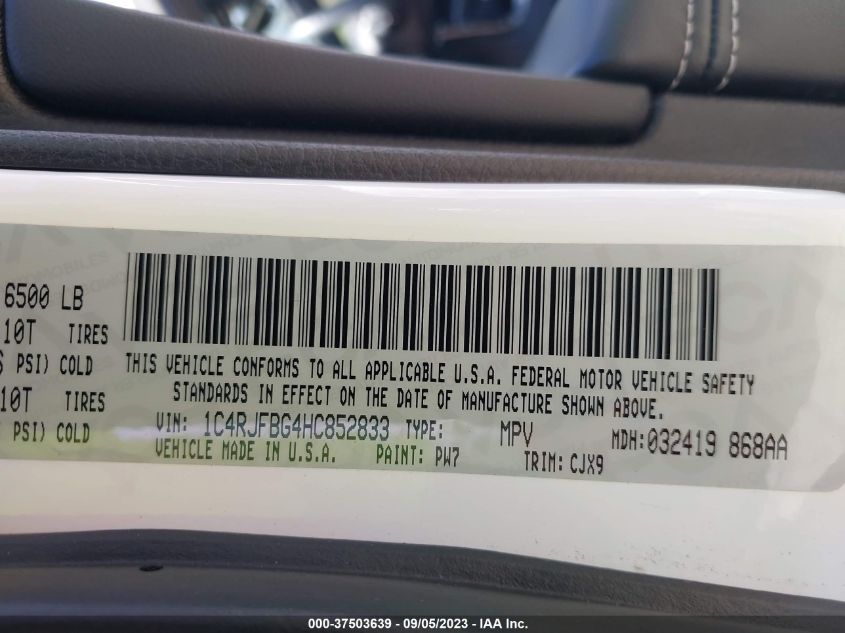 6500 LB
10T TIRES
PSI) COLD
10T TIRES
PSI) COLD
THIS VEHICLE CONFORMS TO ALL APPLICABLE U.S.A. FEDERAL MOTOR VEHICLE SAFETY
STANDARDS IN EFFECT ON THE DATE OF MANUFACTURE SHOWN ABOVE.
VIN: 1C4RJFBG4HC852833 TYPE: MPV MDH:032419 868AA
VEHICLE MADE IN U.S.A. PAINT: PW7 TRIM: CJX9
000-37503639 - 09/05/2023 - IAA Inc.